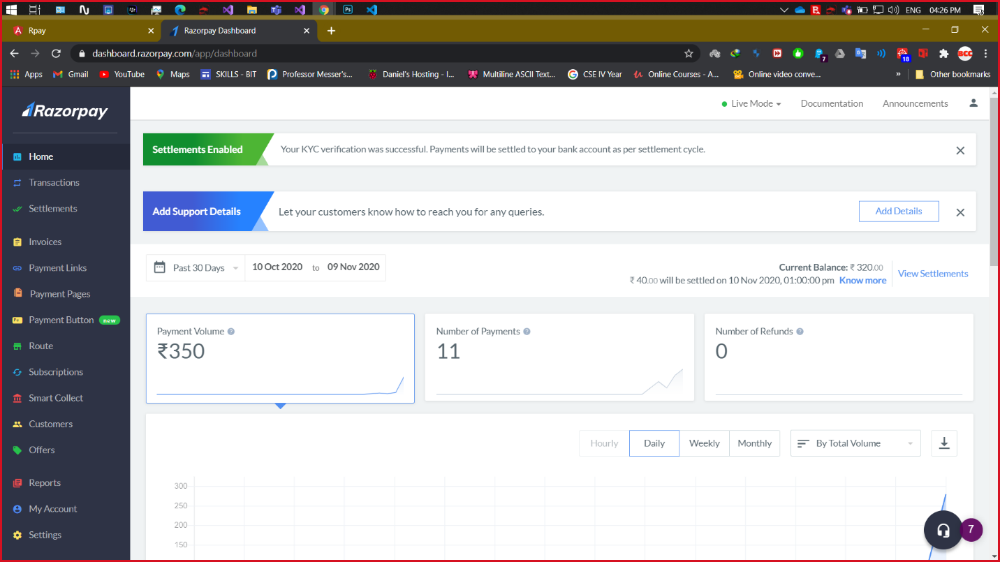 ENG 04:26 PM
Rpay
Razorpay Dashboard
dashboard.razorpay.com/app/dashboard
7
18
BCC
Apps Gmail YouTube Maps SKILLS - BIT Professor Messer's... Daniel's Hosting - I... Multiline ASCII Text... CSE IV Year Online Courses - A... Online video conve... » Other bookmarks
Razorpay
Live Mode Documentation Announcements
Settlements Enabled Your KYC verification was successful. Payments will be settled to your bank account as per settlement cycle.
Add Support Details Let your customers know how to reach you for any queries. Add Details
Home
Transactions
Settlements
Invoices
Payment Links
Payment Pages
Payment Button new
Route
Subscriptions
Smart Collect
Customers
Offers
Reports
My Account
Settings
Past 30 Days 10 Oct 2020 to 09 Nov 2020
Current Balance: ₹ 320.00
₹ 40.00 will be settled on 10 Nov 2020, 01:00:00 pm Know more
View Settlements
Payment Volume
₹350
Number of Payments
11
Number of Refunds
0
Hourly Daily Weekly Monthly By Total Volume
300
250
200
150
7